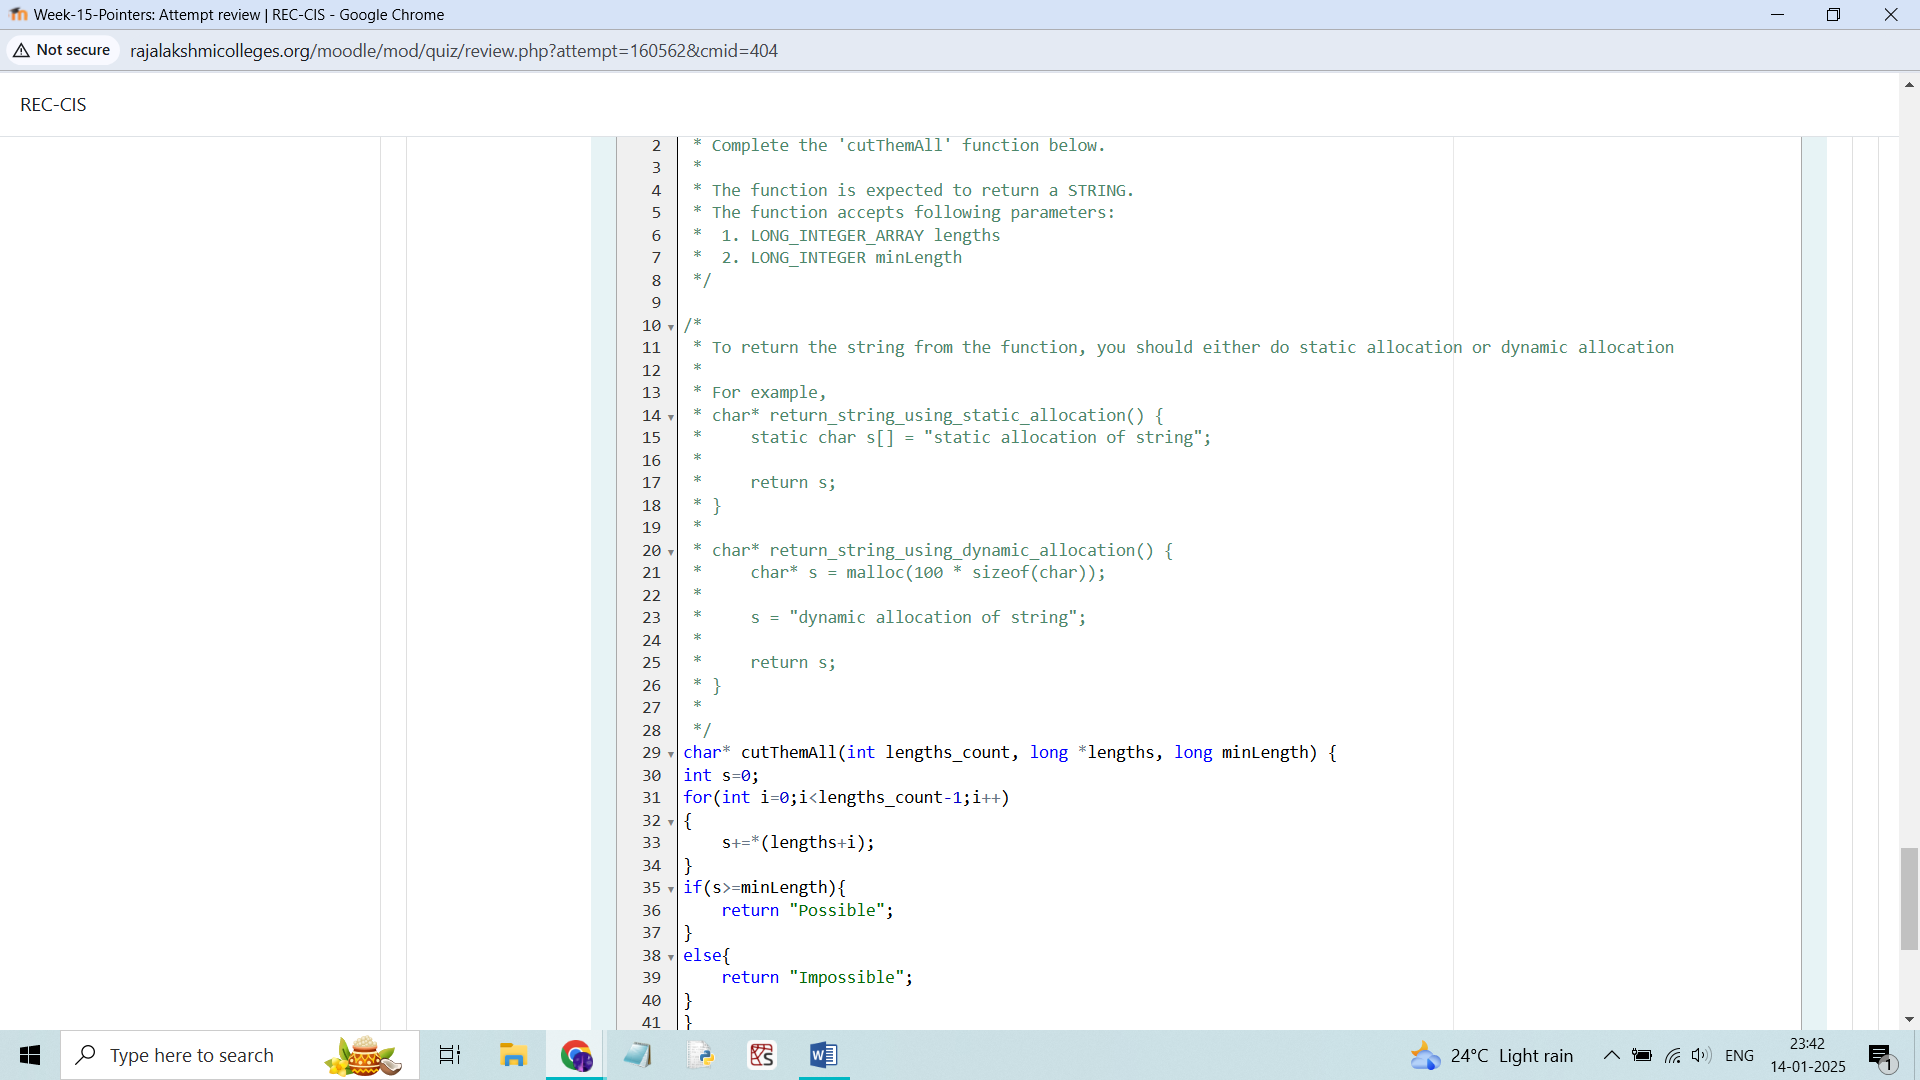 Week-15-Pointers: Attempt review | REC-CIS - Google Chrome
Not secure rajalakshmicolleges.org/moodle/mod/quiz/review.php?attempt=160562&cmid=404
REC-CIS
2 * Complete the 'cutThemAll' function below.
3 *
4 * The function is expected to return a STRING.
5 * The function accepts following parameters:
6 *  1. LONG_INTEGER_ARRAY lengths
7 *  2. LONG_INTEGER minLength
8 */
9
10 /*
11 * To return the string from the function, you should either do static allocation or dynamic allocation
12 *
13 * For example,
14 * char* return_string_using_static_allocation() {
15 *     static char s[] = "static allocation of string";
16 *
17 *     return s;
18 * }
19 *
20 * char* return_string_using_dynamic_allocation() {
21 *     char* s = malloc(100 * sizeof(char));
22 *
23 *     s = "dynamic allocation of string";
24 *
25 *     return s;
26 * }
27 *
28 */
29 char* cutThemAll(int lengths_count, long *lengths, long minLength) {
30 int s=0;
31 for(int i=0;i<lengths_count-1;i++)
32 {
33     s+=*(lengths+i);
34 }
35 if(s>=minLength){
36     return "Possible";
37 }
38 else{
39     return "Impossible";
40 }
41 }
Type here to search
24°C Light rain
ENG
23:42
14-01-2025
1